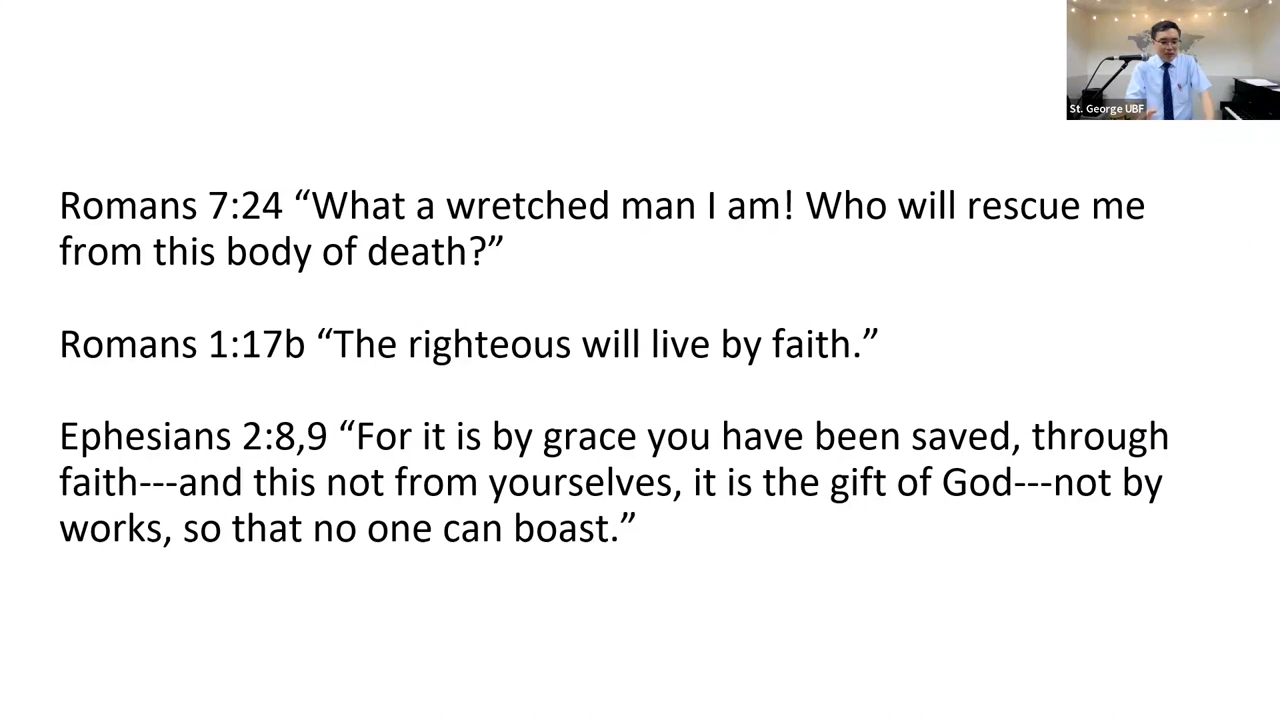 St. George UBF
Romans 7:24 “What a wretched man I am! Who will rescue me
from this body of death?”
Romans 1:17b “The righteous will live by faith.”
Ephesians 2:8,9 “For it is by grace you have been saved, through
faith---and this not from yourselves, it is the gift of God---not by
works, so that no one can boast.”